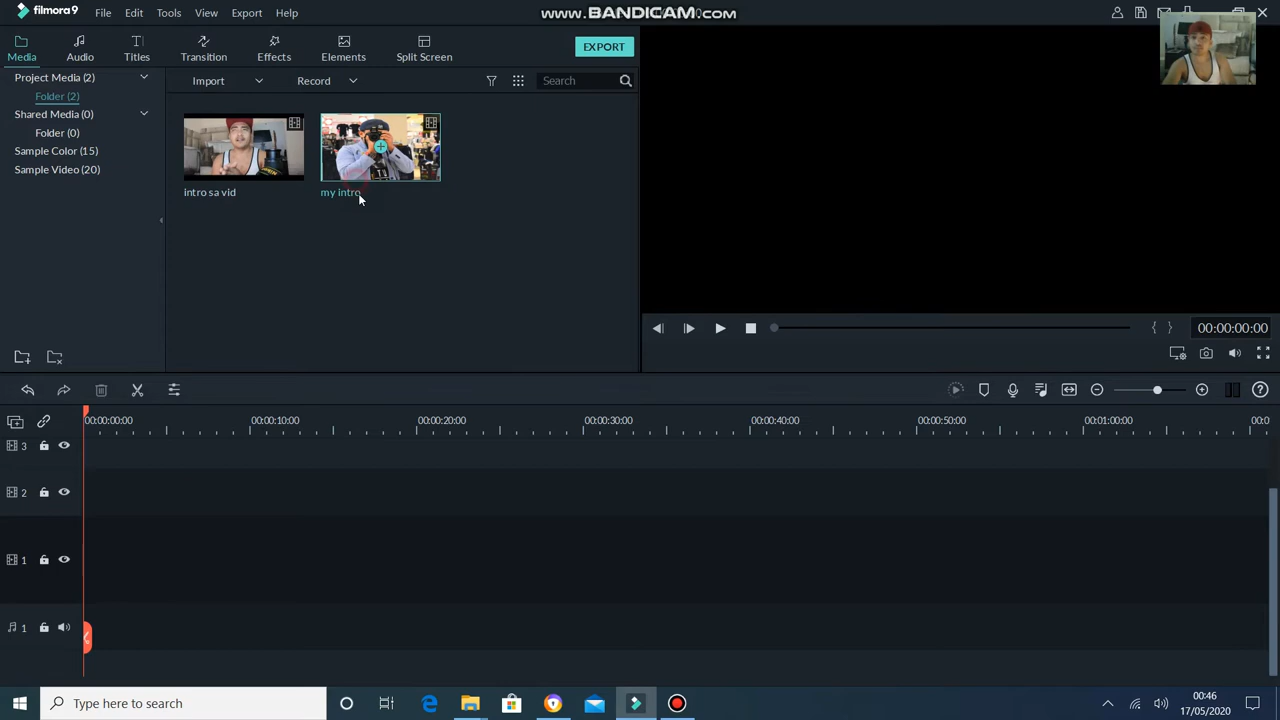 filmora9 File Edit Tools View Export Help
www.BANDICAM.com
Media Audio Titles Transition Effects Elements Split Screen EXPORT
Project Media (2)
Folder (2)
Shared Media (0)
Folder (0)
Sample Color (15)
Sample Video (20)
Import Record Search
intro sa vid my intro
00:00:00:00
00:00:00:00 00:00:10:00 00:00:20:00 00:00:30:00 00:00:40:00 00:00:50:00 00:01:00:00 00:0
3
2
1
1
Type here to search
00:46
17/05/2020